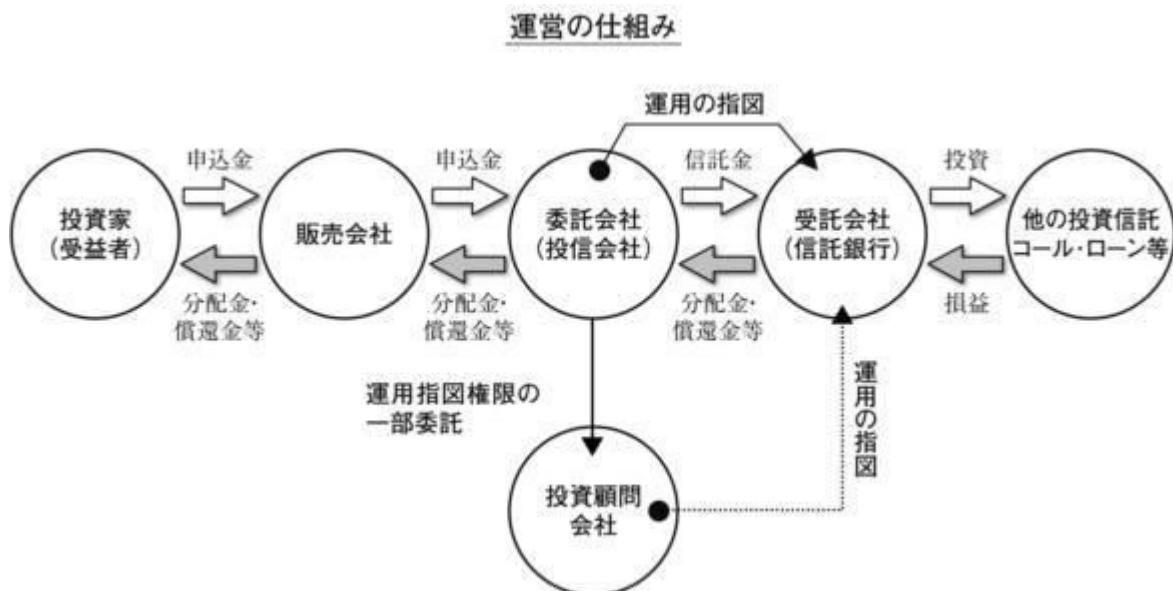 運営の仕組み
運用の指図
申込金
申込金
信託金
投資
投資家
（受益者）
販売会社
委託会社
（投信会社）
受託会社
（信託銀行）
他の投資信託
コール・ローン等
分配金・
償還金等
分配金・
償還金等
分配金・
償還金等
損益
運用指図権限の
一部委託
運用の指図
投資顧問
会社